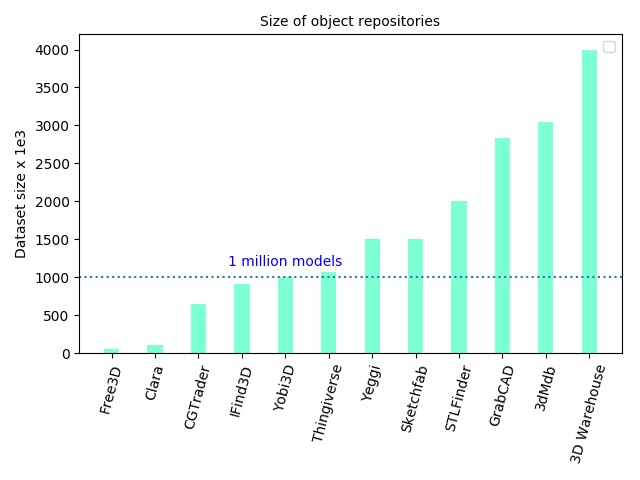 Size of object repositories
Dataset size x 1e3
4000
3500
3000
2500
2000
1500
1000
500
0
1 million models
Free3D
Clara
CGTrader
IFind3D
Yobi3D
Thingiverse
Yeggi
Sketchfab
STLFinder
GrabCAD
3dMdb
3D Warehouse